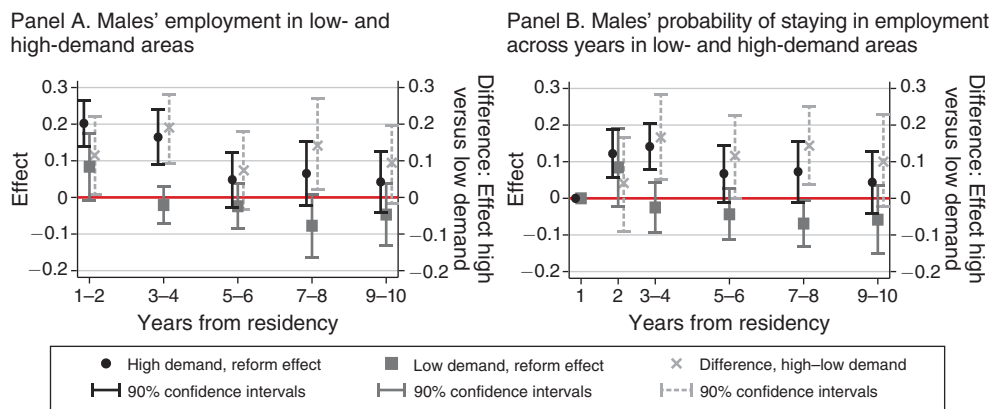 Panel A. Males’ employment in low- and
high-demand areas
0.3
0.2
0.1
0
−0.1
−0.2
Effect
0.3
0.2
0.1
0
−0.1
−0.2
Difference: Effect high
versus low demand
1–2
3–4
5–6
7–8
9–10
Years from residency
Panel B. Males’ probability of staying in employment
across years in low- and high-demand areas
0.3
0.2
0.1
0
−0.1
−0.2
Effect
0.3
0.2
0.1
0
−0.1
−0.2
Difference: Effect high
versus low demand
1
2
3–4
5–6
7–8
9–10
Years from residency
High demand, reform effect
Low demand, reform effect
Difference, high–low demand
90% confidence intervals
90% confidence intervals
90% confidence intervals